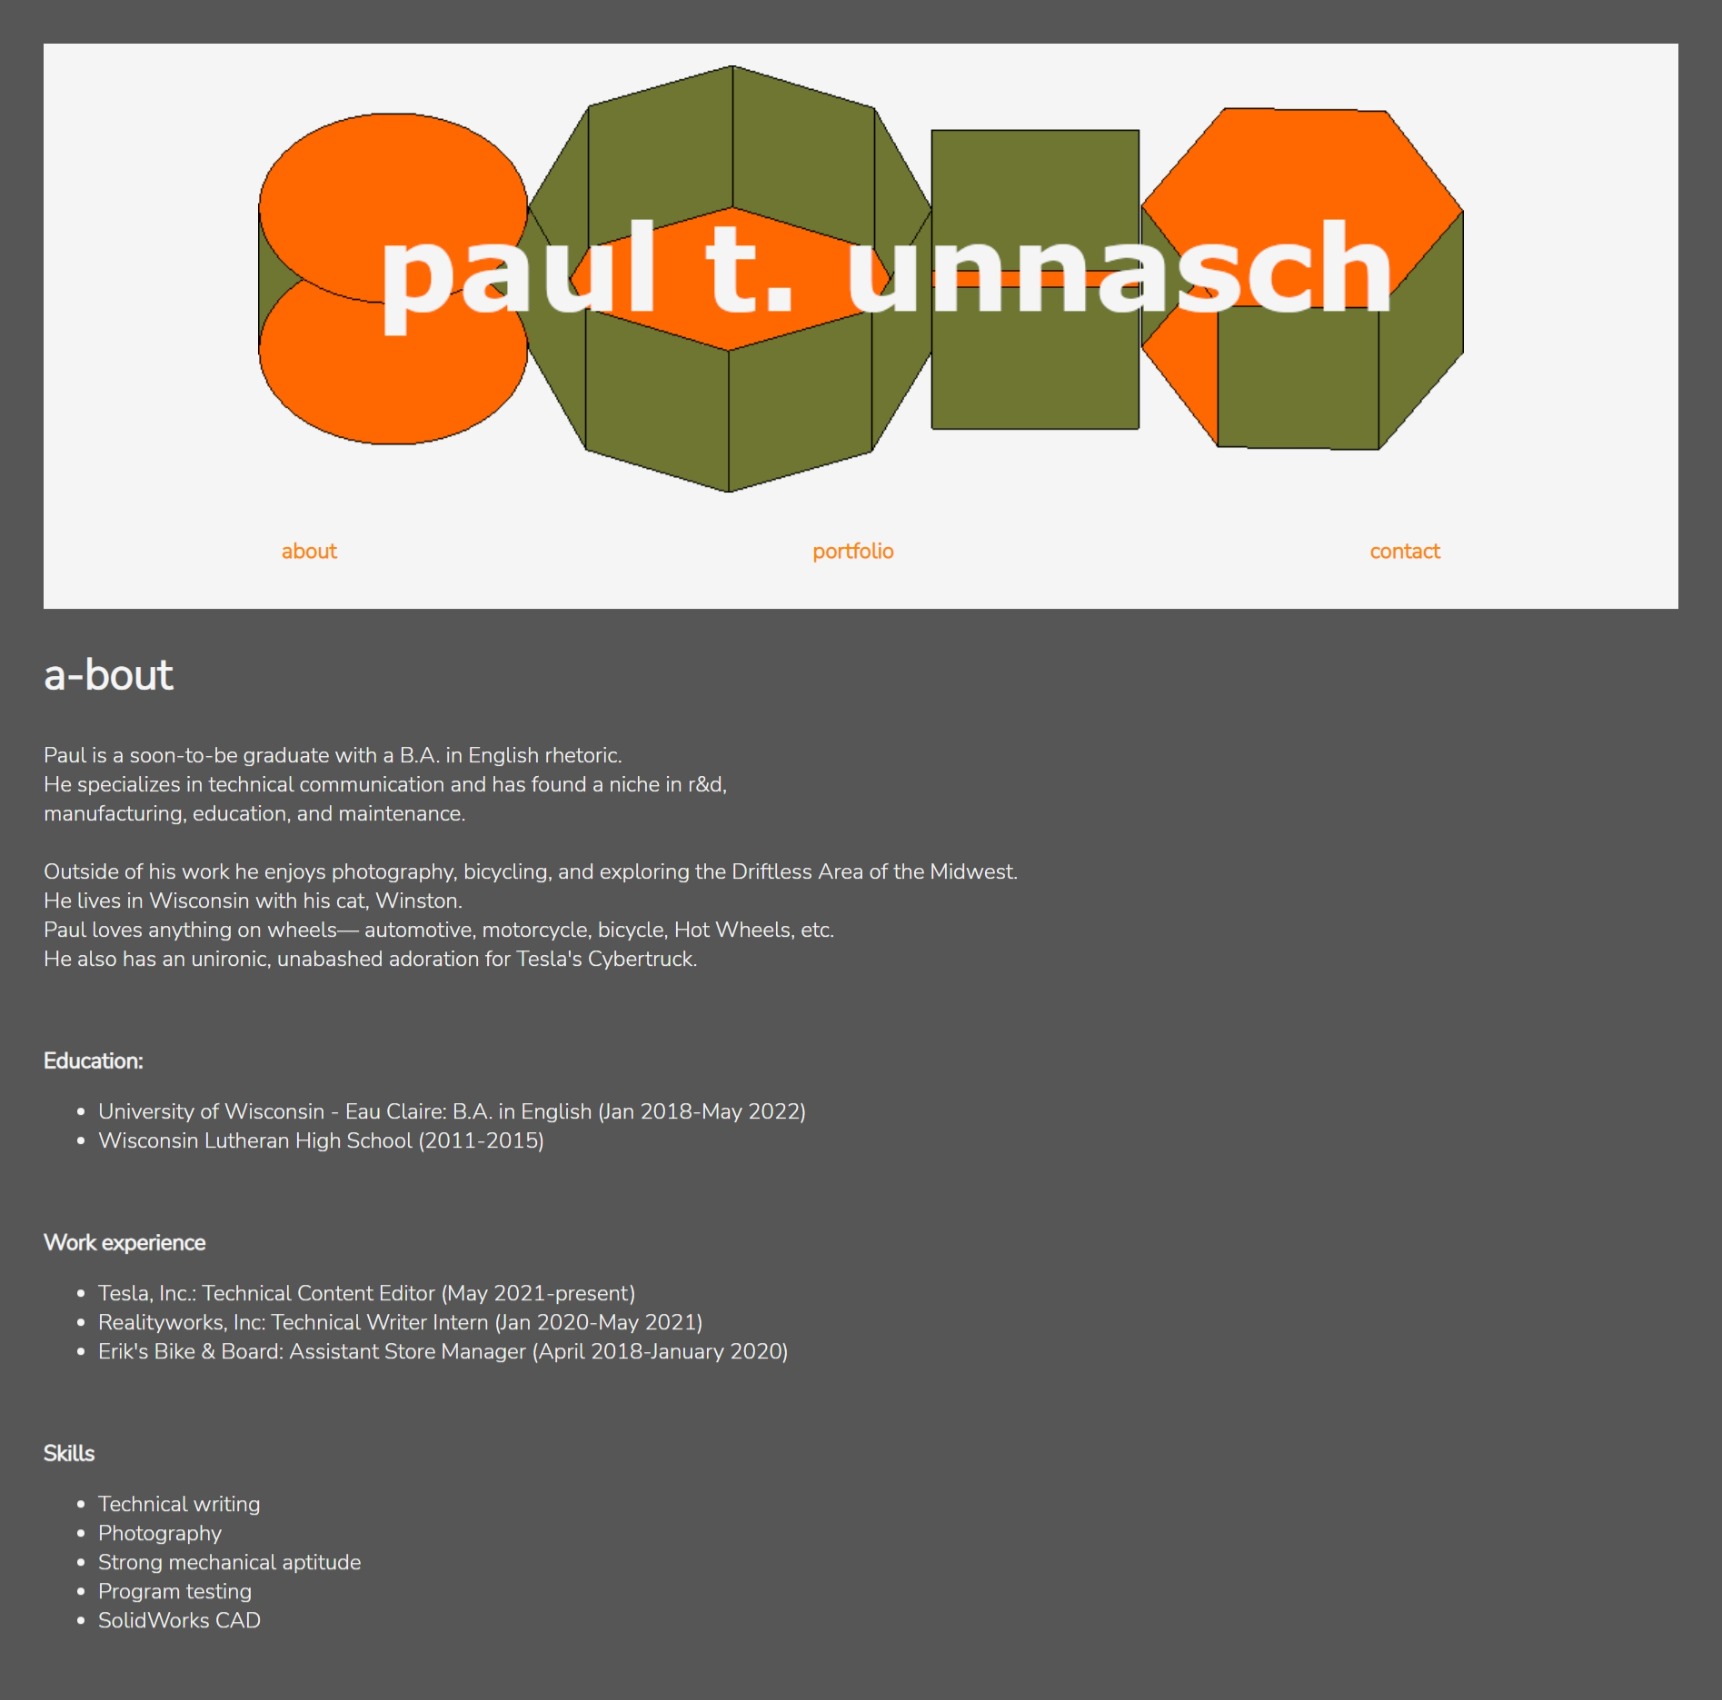 paul t. unnasch
about portfolio contact
a-bout
Paul is a soon-to-be graduate with a B.A. in English rhetoric.
He specializes in technical communication and has found a niche in r&d,
manufacturing, education, and maintenance.
Outside of his work he enjoys photography, bicycling, and exploring the Driftless Area of the Midwest.
He lives in Wisconsin with his cat, Winston.
Paul loves anything on wheels— automotive, motorcycle, bicycle, Hot Wheels, etc.
He also has an unironic, unabashed adoration for Tesla's Cybertruck.
Education:
• University of Wisconsin - Eau Claire: B.A. in English (Jan 2018-May 2022)
• Wisconsin Lutheran High School (2011-2015)
Work experience
• Tesla, Inc.: Technical Content Editor (May 2021-present)
• Realityworks, Inc: Technical Writer Intern (Jan 2020-May 2021)
• Erik's Bike & Board: Assistant Store Manager (April 2018-January 2020)
Skills
• Technical writing
• Photography
• Strong mechanical aptitude
• Program testing
• SolidWorks CAD